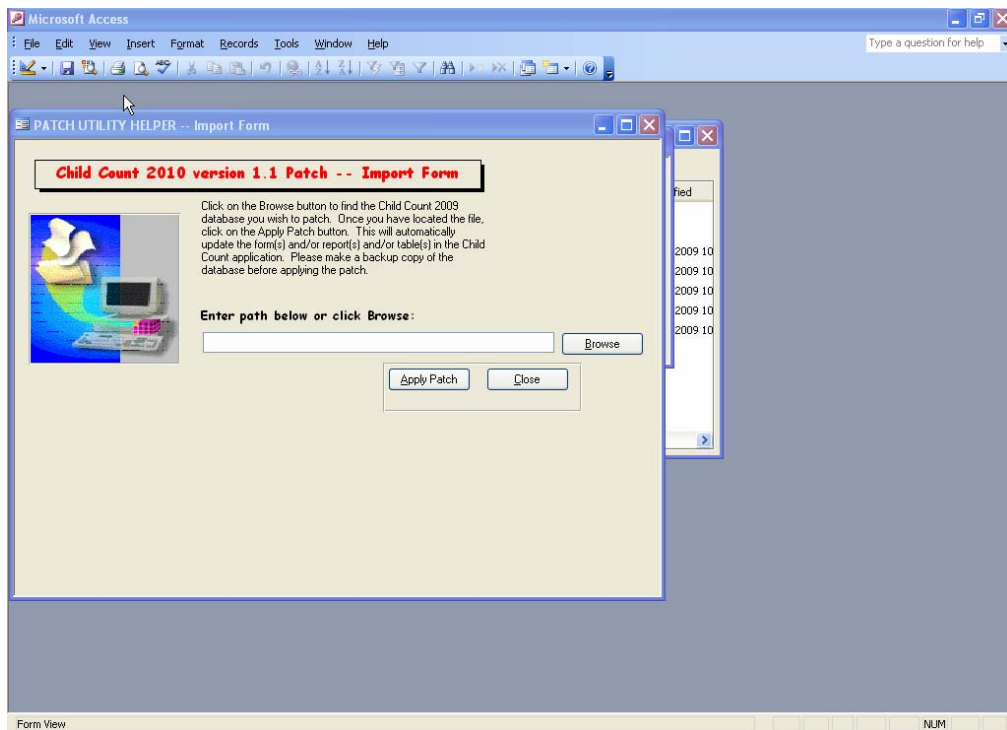 Microsoft Access
File Edit View Insert Format Records Tools Window Help
Type a question for help
PATCH UTILITY HELPER -- Import Form
Child Count 2010 version 1.1 Patch -- Import Form
Click on the Browse button to find the Child Count 2009
database you wish to patch. Once you have located the file,
click on the Apply Patch button. This will automatically
update the form(s) and/or report(s) and/or table(s) in the Child
Count application. Please make a backup copy of the
database before applying the patch.
Enter path below or click Browse:
Browse
Apply Patch Close
fied
2009 10
2009 10
2009 10
2009 10
2009 10
Form View NUM